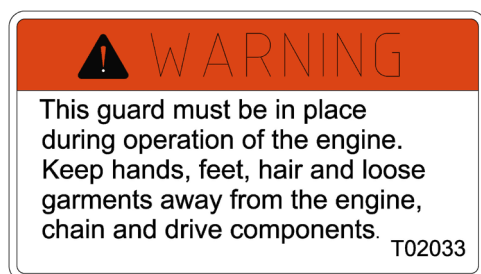 WARNING
This guard must be in place
during operation of the engine.
Keep hands, feet, hair and loose
garments away from the engine,
chain and drive components.
T02033